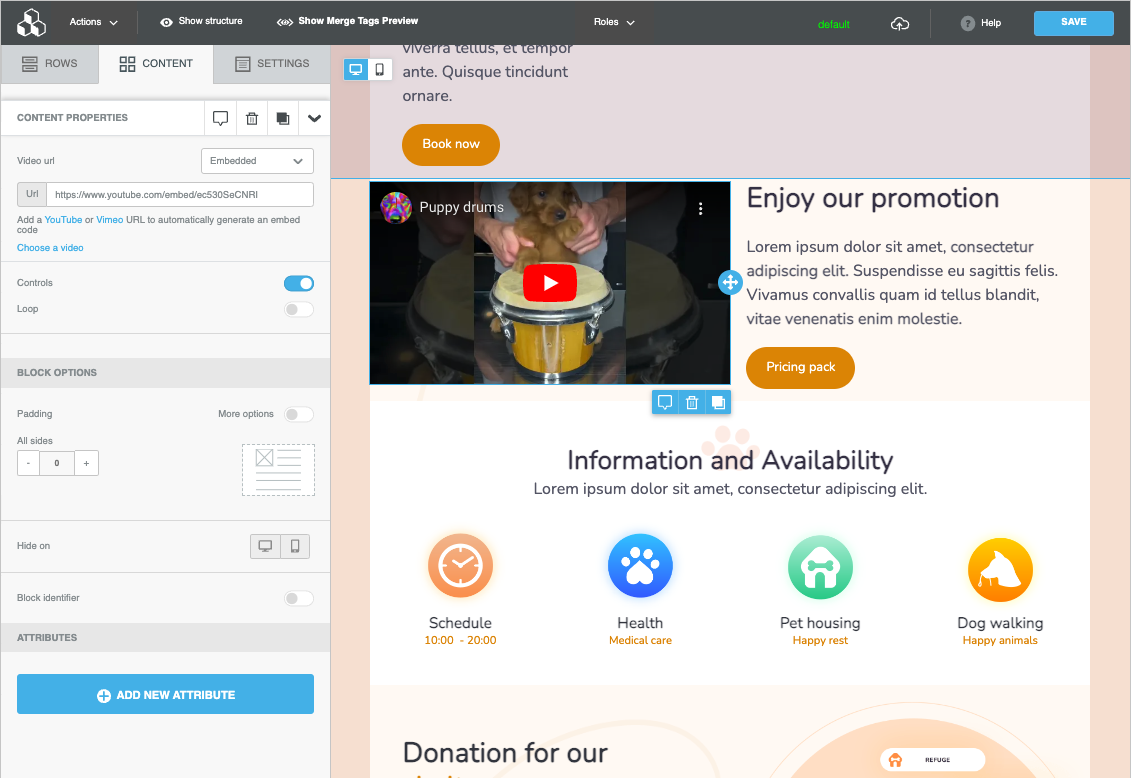 Actions
Show structure
Show Merge Tags Preview
Roles
default
Help
SAVE
ROWS
CONTENT
SETTINGS
CONTENT PROPERTIES
Video url
Embedded
Url
https://www.youtube.com/embed/ec530SeCNRI
Add a YouTube or Vimeo URL to automatically generate an embed
code
Choose a video
Controls
Loop
BLOCK OPTIONS
Padding
More options
All sides
- 0 +
Hide on
Block identifier
ATTRIBUTES
ADD NEW ATTRIBUTE
viverra tellus, et tempor
ante. Quisque tincidunt
ornare.
Book now
Puppy drums
Enjoy our promotion
Lorem ipsum dolor sit amet, consectetur
adipiscing elit. Suspendisse eu sagittis felis.
Vivamus convallis quam id tellus blandit,
vitae venenatis enim molestie.
Pricing pack
Information and Availability
Lorem ipsum dolor sit amet, consectetur adipiscing elit.
Schedule
10:00 - 20:00
Health
Medical care
Pet housing
Happy rest
Dog walking
Happy animals
Donation for our
REFUGE